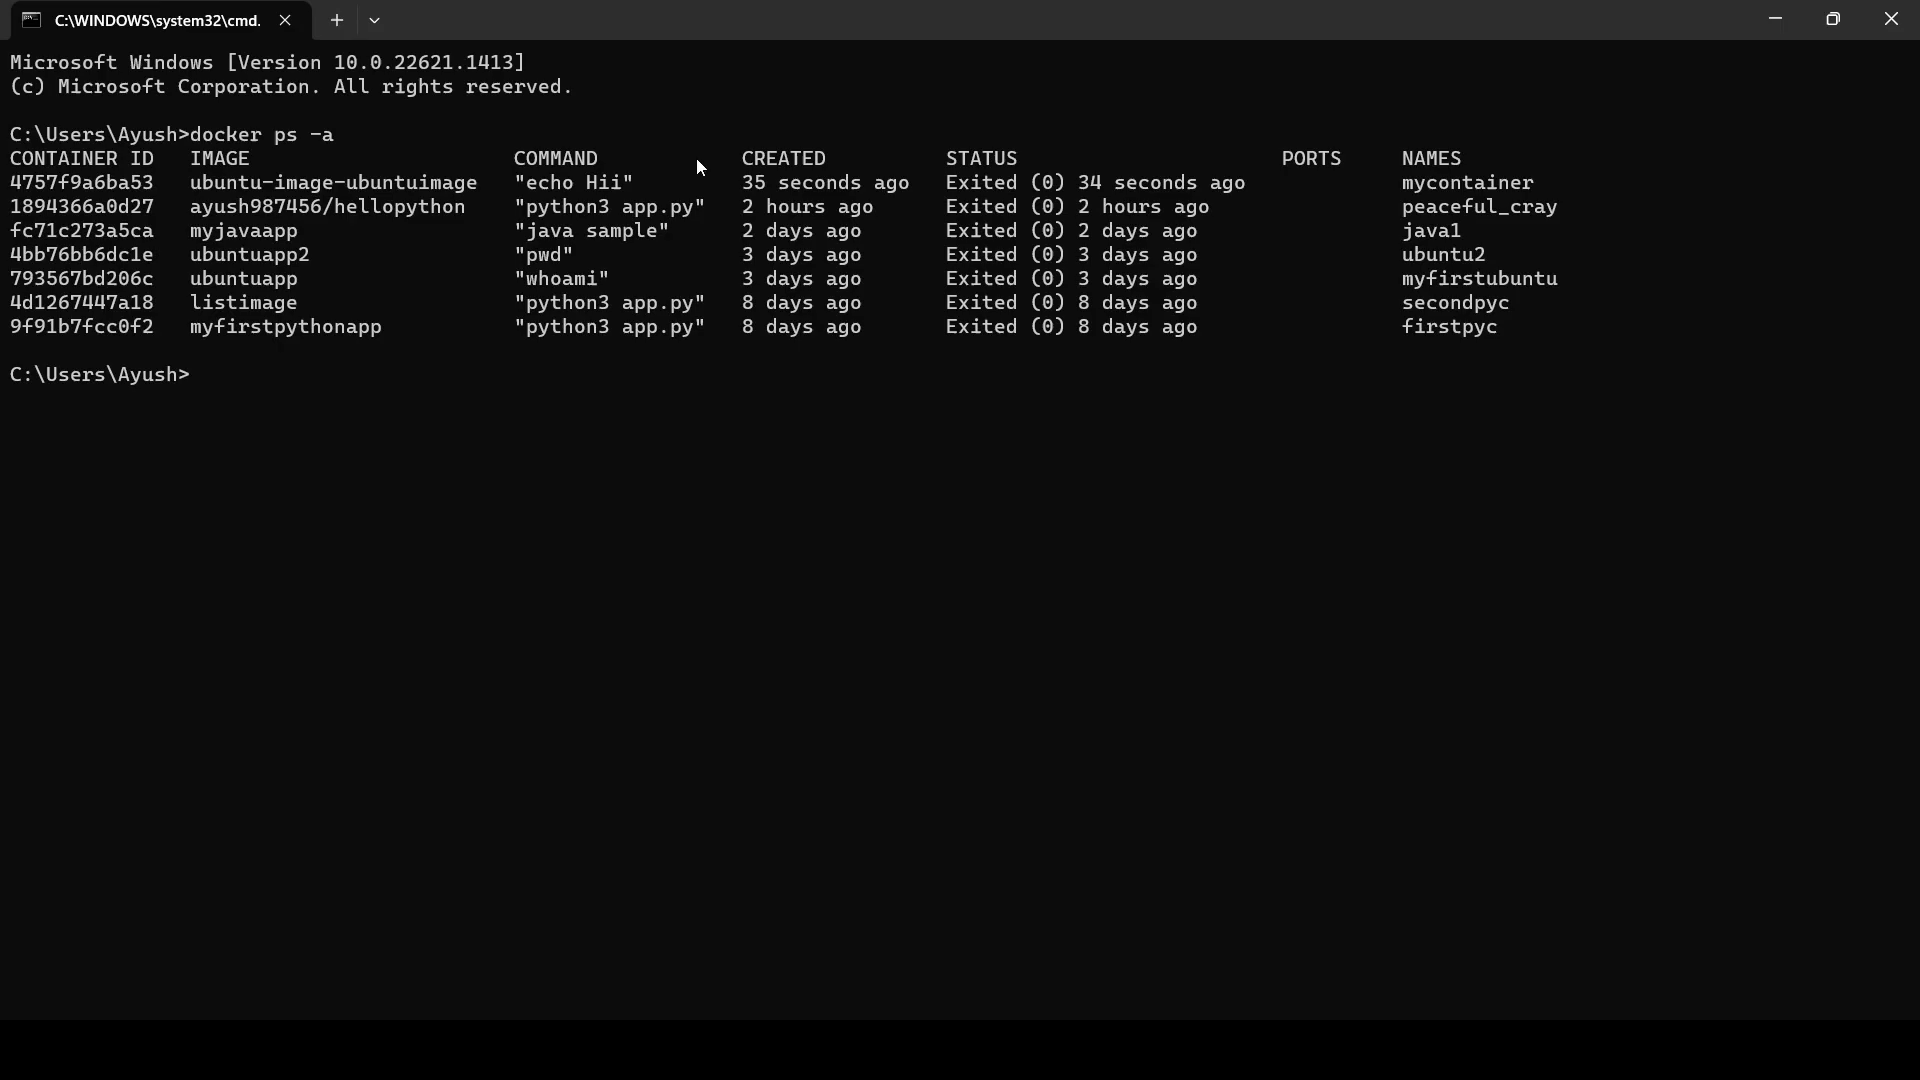 C:\WINDOWS\system32\cmd.
Microsoft Windows [Version 10.0.22621.1413]
(c) Microsoft Corporation. All rights reserved.
C:\Users\Ayush>docker ps -a
CONTAINER ID   IMAGE                      COMMAND            CREATED          STATUS                      PORTS     NAMES
4757f9a6ba53   ubuntu-image-ubuntuimage   "echo Hii"         35 seconds ago   Exited (0) 34 seconds ago             mycontainer
1894366a0d27   ayush987456/hellopython    "python3 app.py"   2 hours ago      Exited (0) 2 hours ago                peaceful_cray
fc71c273a5ca   myjavaapp                  "java sample"      2 days ago       Exited (0) 2 days ago                 java1
4bb76bb6dc1e   ubuntuapp2                 "pwd"              3 days ago       Exited (0) 3 days ago                 ubuntu2
793567bd206c   ubuntuapp                  "whoami"           3 days ago       Exited (0) 3 days ago                 myfirstubuntu
4d1267447a18   listimage                  "python3 app.py"   8 days ago       Exited (0) 8 days ago                 secondpyc
9f91b7fcc0f2   myfirstpythonapp           "python3 app.py"   8 days ago       Exited (0) 8 days ago                 firstpyc
C:\Users\Ayush>